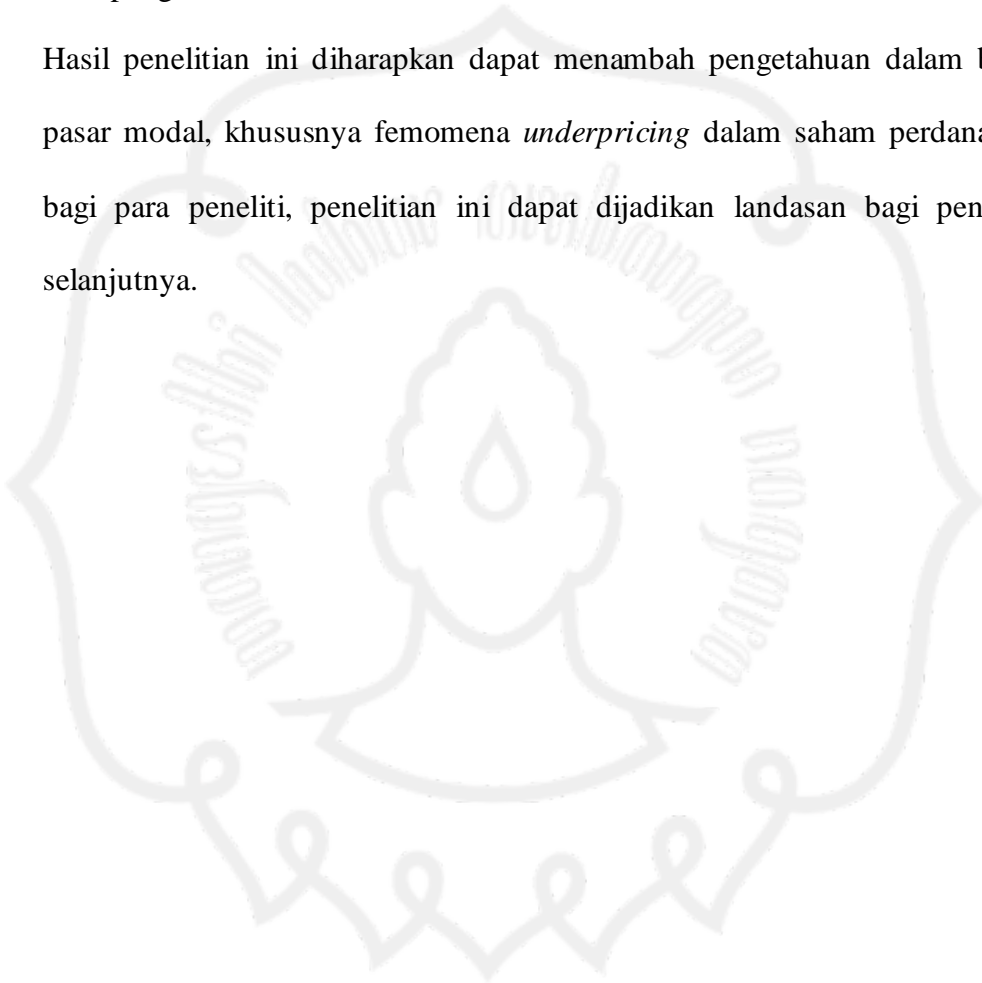 Hasil penelitian ini diharapkan dapat menambah pengetahuan dalam
pasar modal, khususnya femomena underpricing dalam saham perdana
bagi para peneliti, penelitian ini dapat dijadikan landasan bagi pen
selanjutnya.